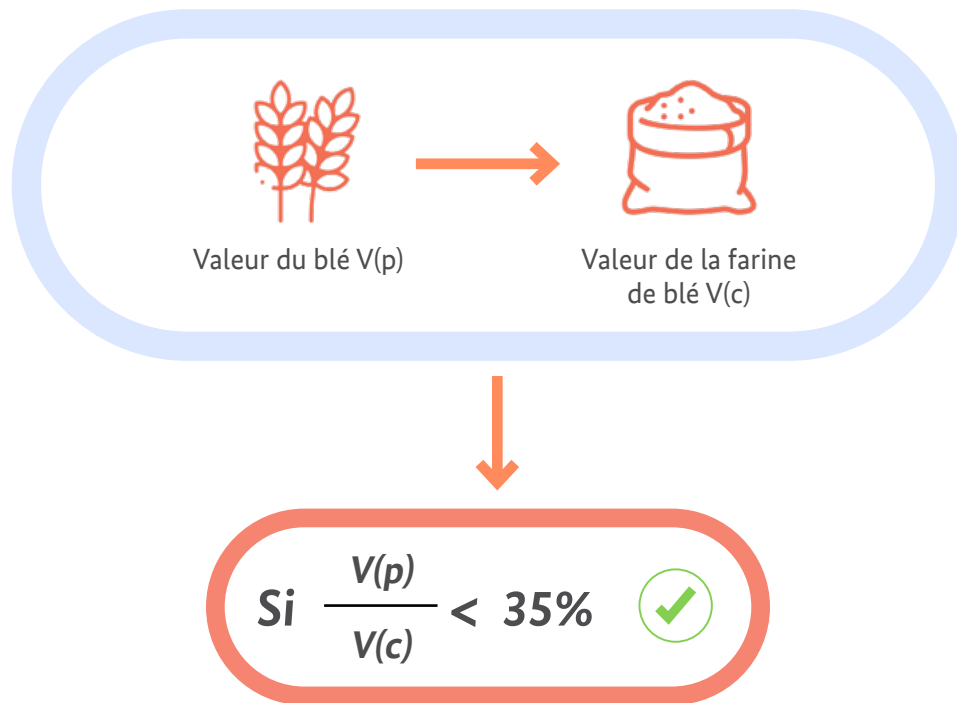 Valeur du blé V(p)
Valeur de la farine
de blé V(c)
Si V(p) / V(c) < 35%